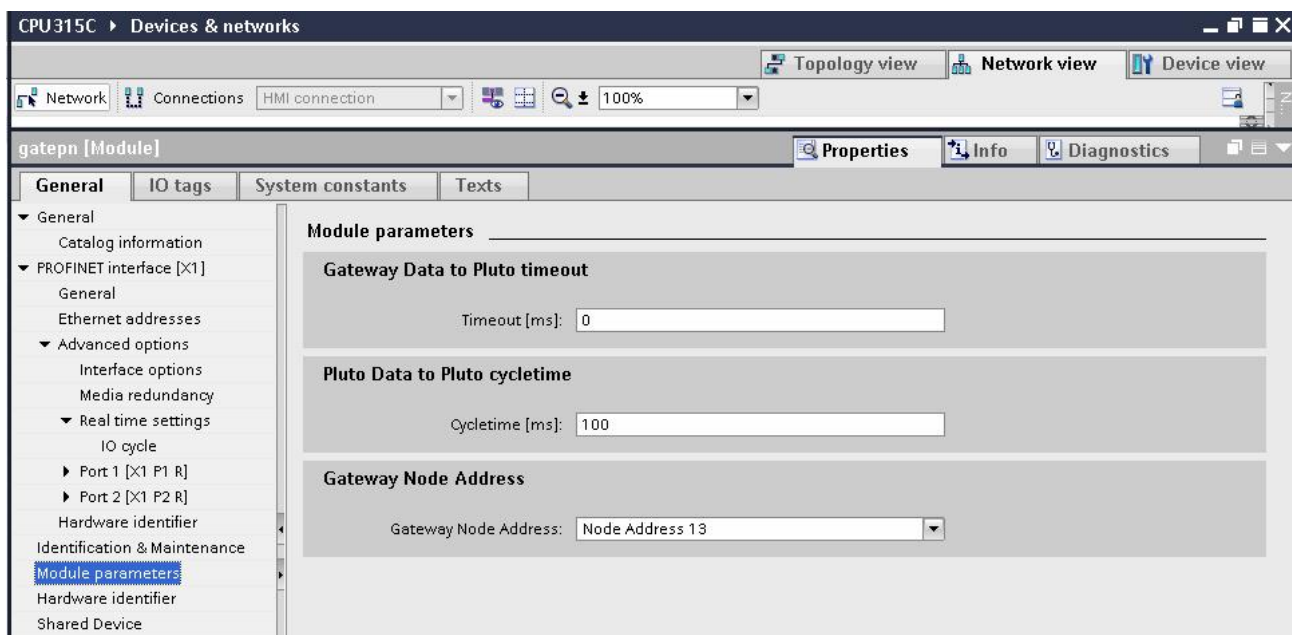 CPU315C ▸ Devices & networks
Topology view Network view Device view
Network Connections HMI connection 100%
gatepn [Module]
Properties Info Diagnostics
General IO tags System constants Texts
General
Catalog information
PROFINET interface [X1]
General
Ethernet addresses
Advanced options
Interface options
Media redundancy
Real time settings
IO cycle
Port 1 [X1 P1 R]
Port 2 [X1 P2 R]
Hardware identifier
Identification & Maintenance
Module parameters
Hardware identifier
Shared Device
Module parameters
Gateway Data to Pluto timeout
Timeout [ms]: 0
Pluto Data to Pluto cycletime
Cycletime [ms]: 100
Gateway Node Address
Gateway Node Address: Node Address 13